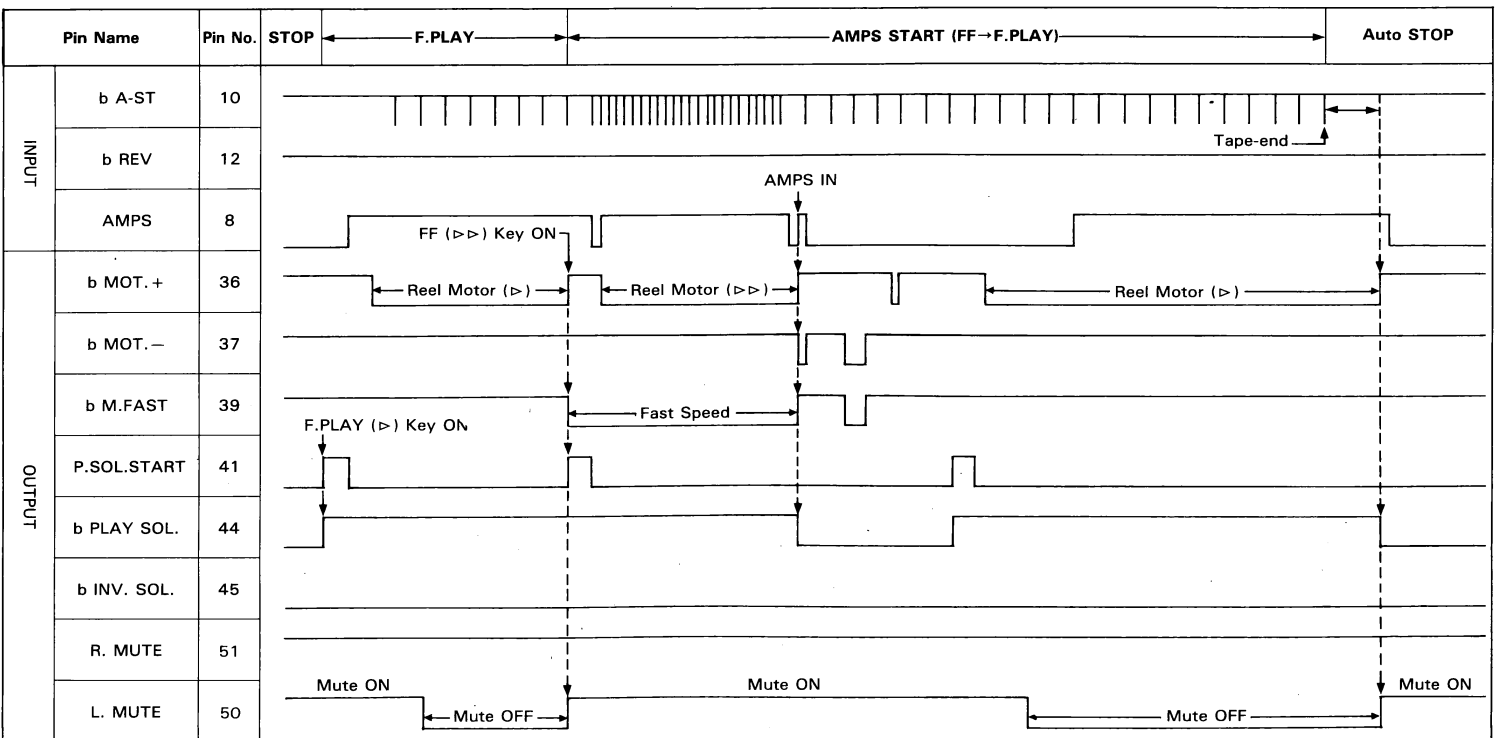 Pin Name Pin No. STOP F.PLAY AMPS START (FF→F.PLAY) Auto STOP
INPUT
b A-ST 10
Tape-end
b REV 12
AMPS IN
AMPS 8
FF (▷▷) Key ON
OUTPUT
b MOT.+ 36 Reel Motor (▷) Reel Motor (▷▷) Reel Motor (▷)
b MOT.− 37
b M.FAST 39 Fast Speed
F.PLAY (▷) Key ON
P.SOL.START 41
b PLAY SOL. 44
b INV. SOL. 45
R. MUTE 51
Mute ON Mute ON Mute ON
L. MUTE 50 Mute OFF Mute OFF